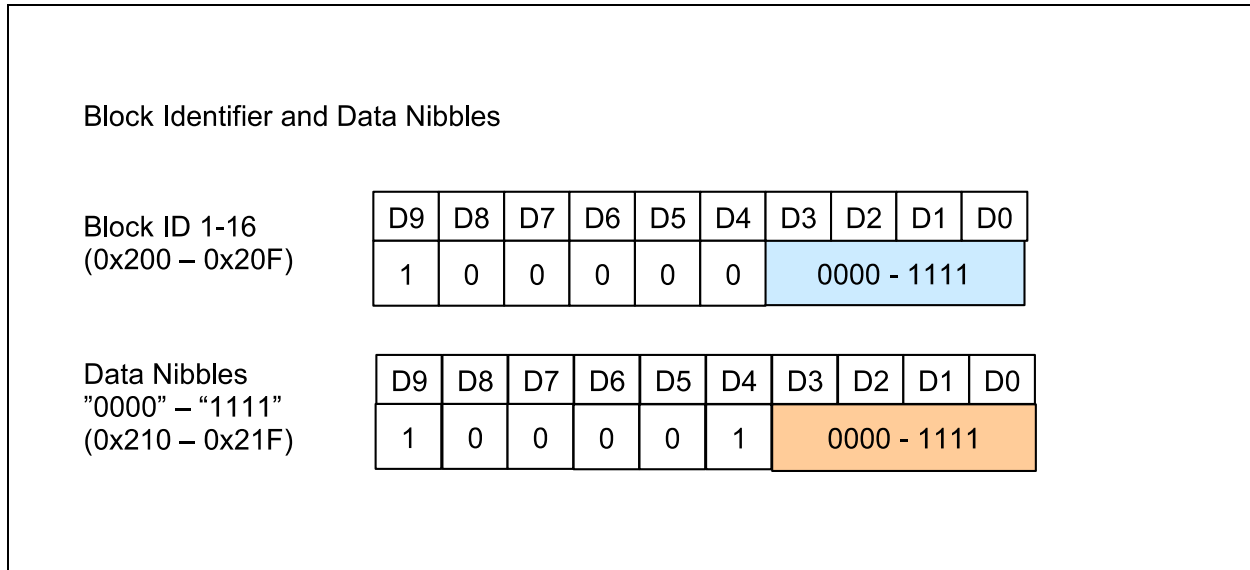 Block Identifier and Data Nibbles
Block ID 1-16
(0x200 – 0x20F)
D9 D8 D7 D6 D5 D4 D3 D2 D1 D0
1 0 0 0 0 0 0000 - 1111
Data Nibbles
”0000” – “1111”
(0x210 – 0x21F)
D9 D8 D7 D6 D5 D4 D3 D2 D1 D0
1 0 0 0 0 1 0000 - 1111